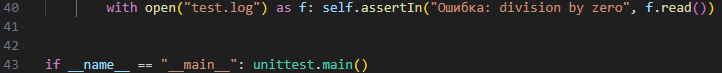 40 with open("test.log") as f: self.assertIn("Ошибка: division by zero", f.read())
41
42
43 if __name__ == "__main__": unittest.main()